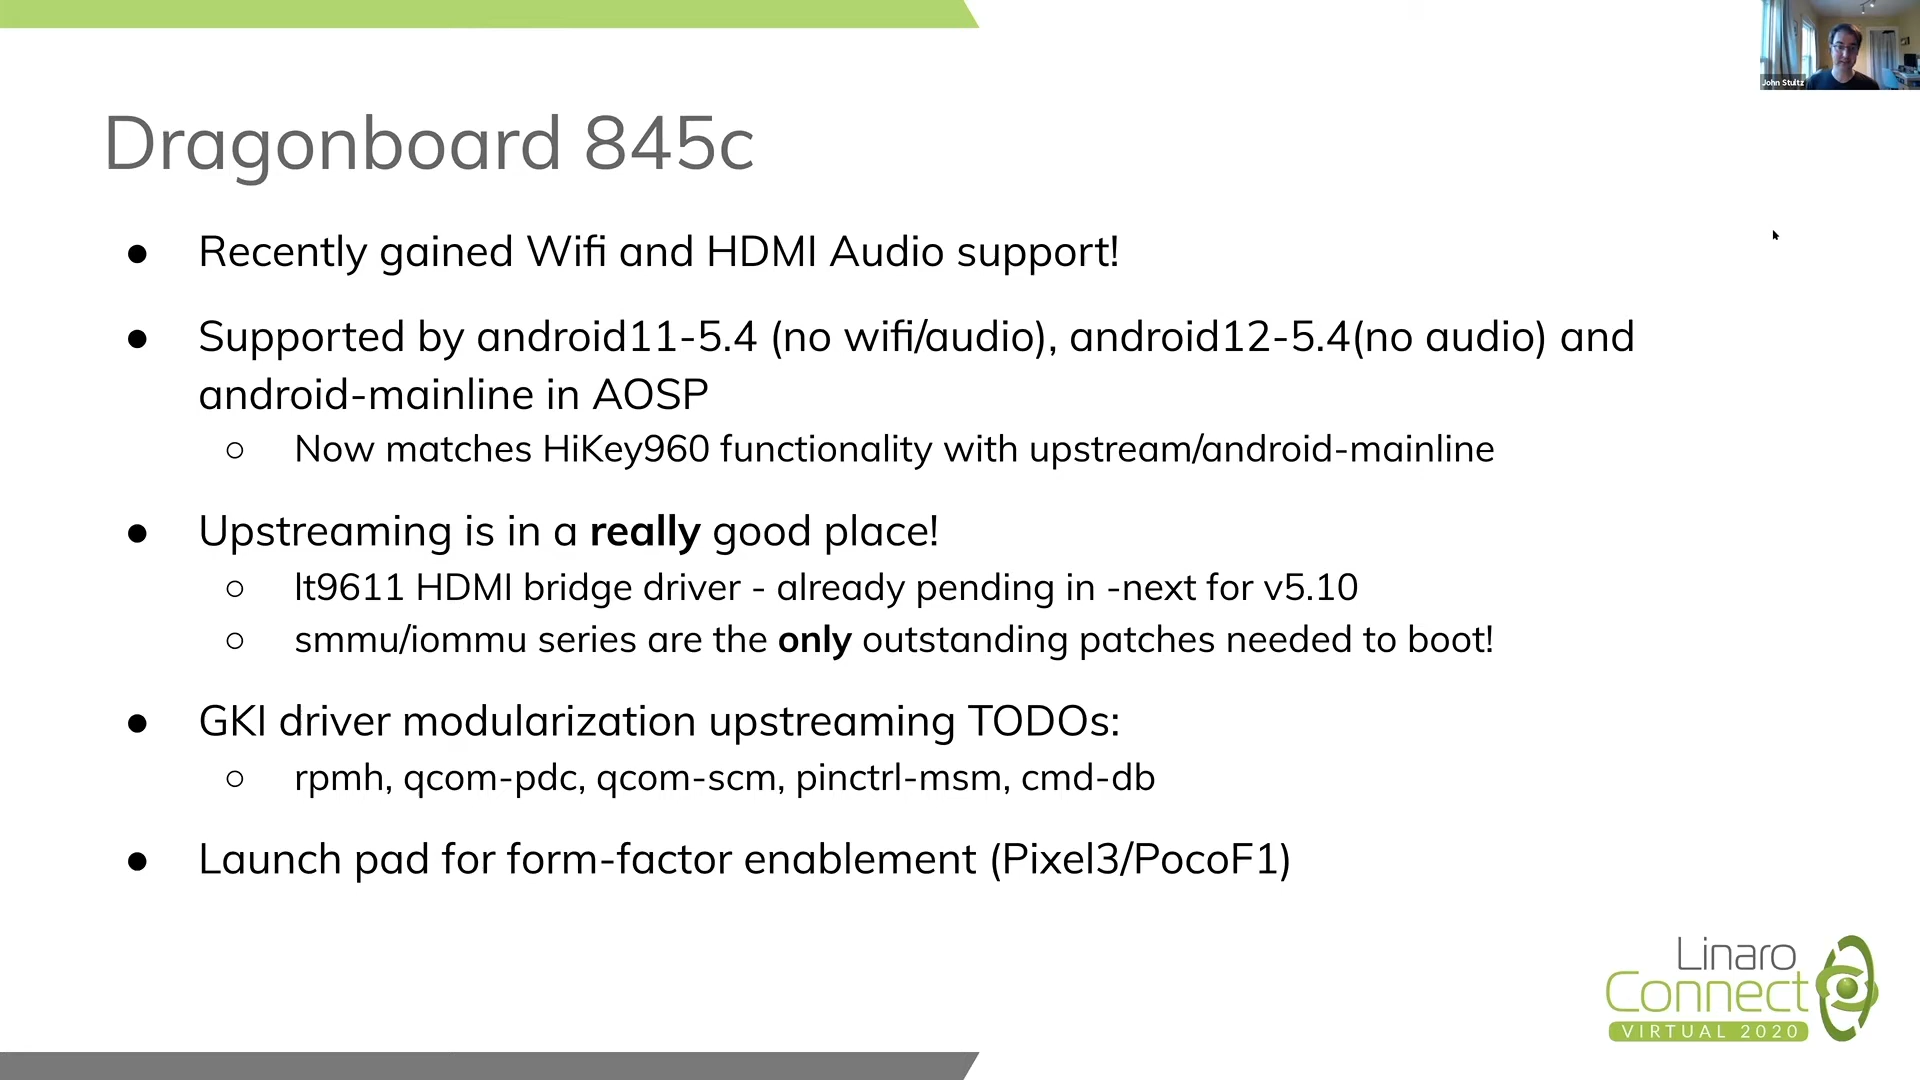 John Stultz
Dragonboard 845c
● Recently gained Wifi and HDMI Audio support!
● Supported by android11-5.4 (no wifi/audio), android12-5.4(no audio) and
android-mainline in AOSP
○ Now matches HiKey960 functionality with upstream/android-mainline
● Upstreaming is in a really good place!
○ lt9611 HDMI bridge driver - already pending in -next for v5.10
○ smmu/iommu series are the only outstanding patches needed to boot!
● GKI driver modularization upstreaming TODOs:
○ rpmh, qcom-pdc, qcom-scm, pinctrl-msm, cmd-db
● Launch pad for form-factor enablement (Pixel3/PocoF1)
Linaro
Connect
VIRTUAL 2020